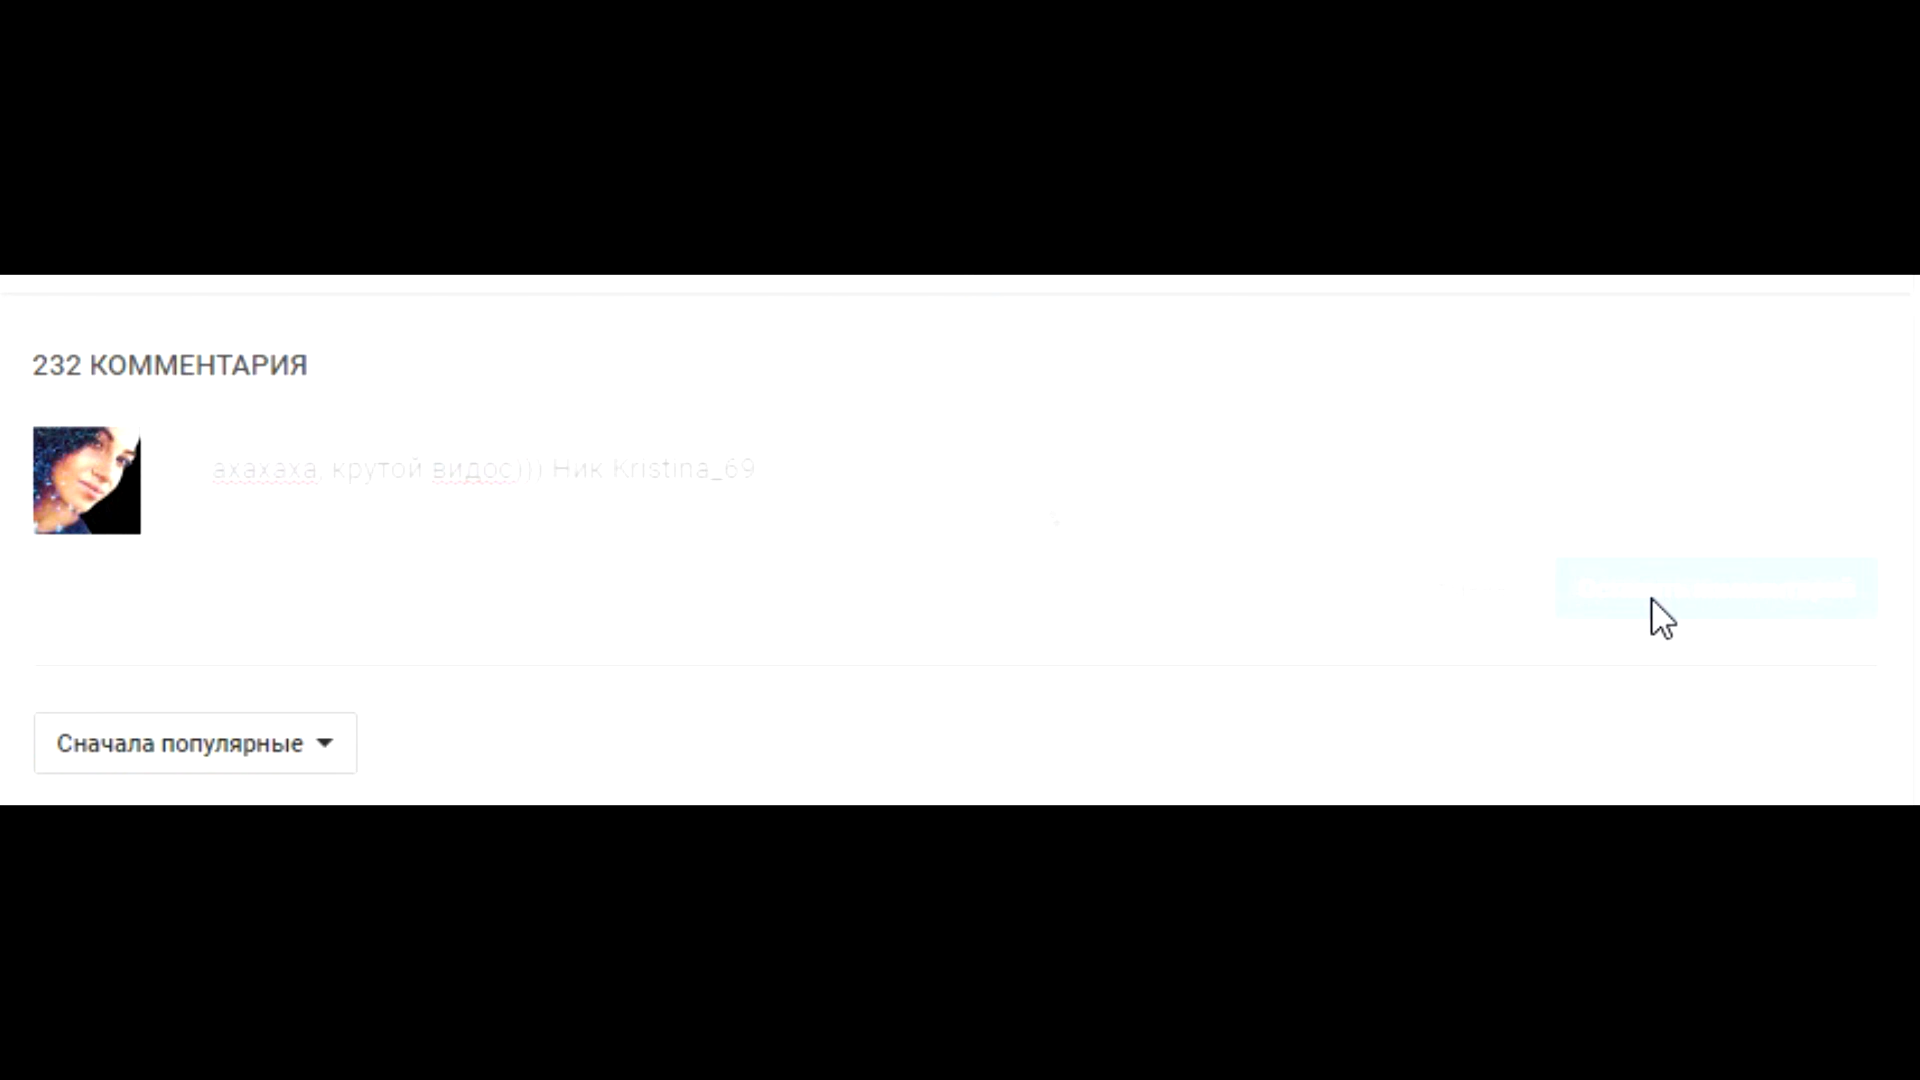 232 КОММЕНТАРИЯ
ахахаха, крутой видос))) Ник Kristina_69
Сначала популярные